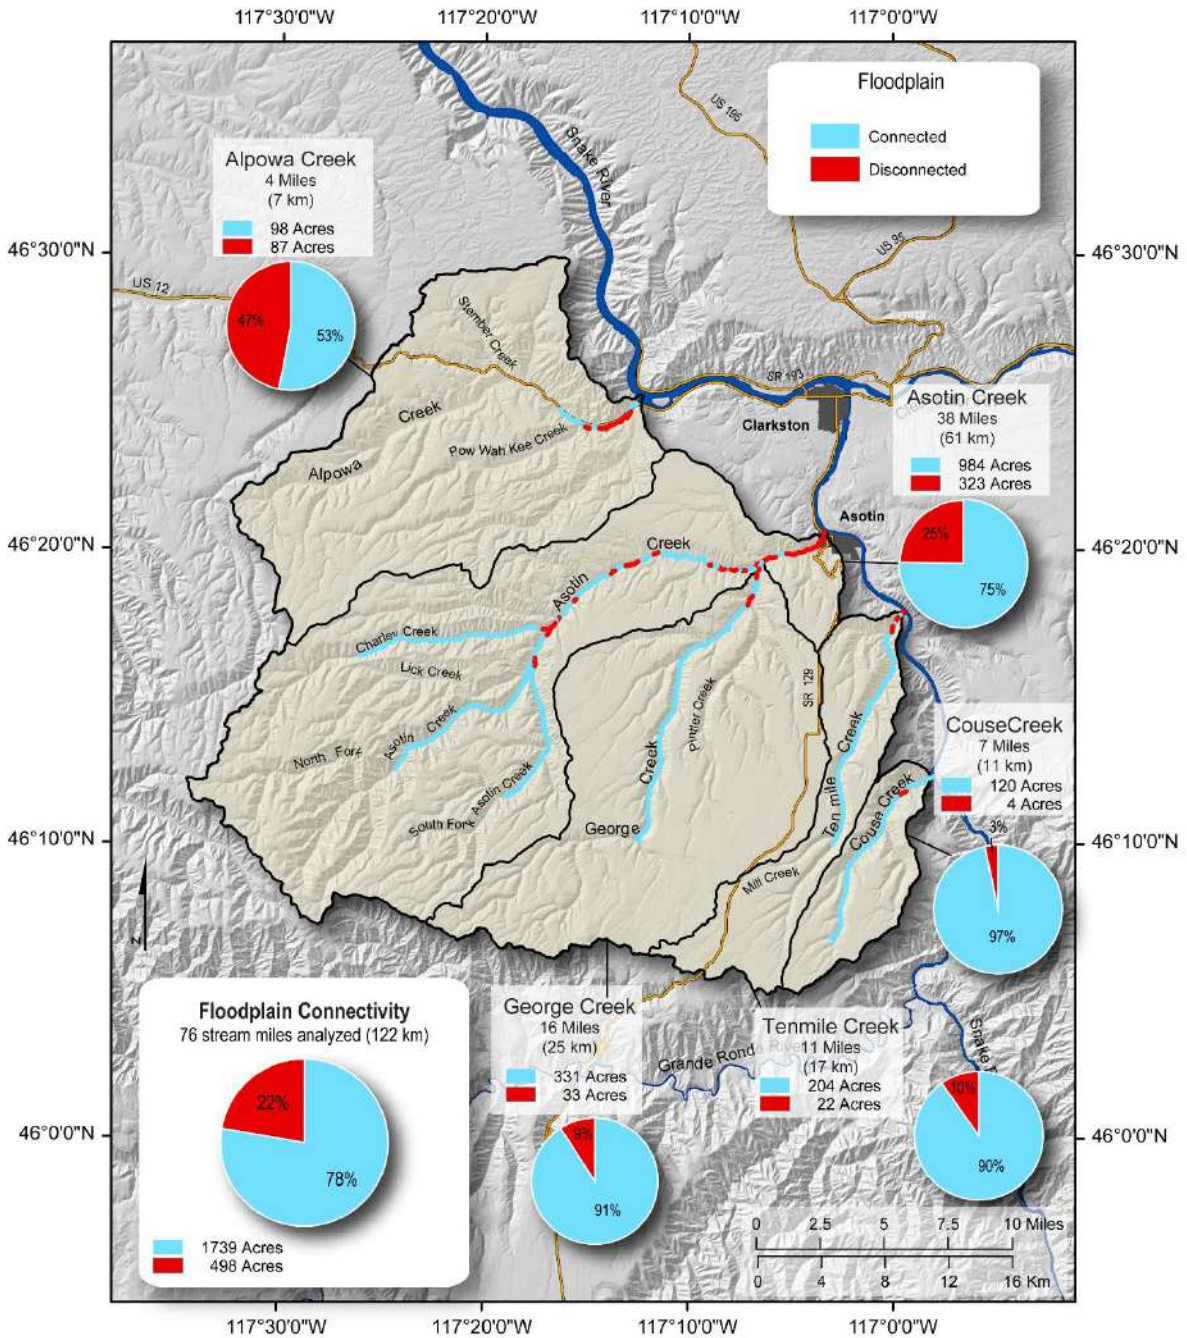 117°30'0"W
117°20'0"W
117°10'0"W
117°0'0"W
Floodplain
Connected
Disconnected
US 195
Snake River
US 95
Alpowa Creek
4 Miles
(7 km)
98 Acres
87 Acres
46°30'0"N
46°30'0"N
US 12
47%
53%
Stember Creek
SR 193
Creek
Alpowa
Pow Wah Kee Creek
Clarkston
Asotin Creek
38 Miles
(61 km)
984 Acres
323 Acres
Asotin
25%
75%
46°20'0"N
46°20'0"N
Creek
Asotin
Charley Creek
Lick Creek
North Fork
Asotin Creek
South Fork
Asotin Creek
Creek
George
Pintler Creek
SR 129
Creek
Ten mile
Couse Creek
Mill Creek
CouseCreek
7 Miles
(11 km)
120 Acres
4 Acres
3%
97%
46°10'0"N
46°10'0"N
N
Floodplain Connectivity
76 stream miles analyzed (122 km)
22%
78%
1739 Acres
498 Acres
George Creek
16 Miles
(25 km)
331 Acres
33 Acres
9%
91%
Tenmile Creek
11 Miles
(17 km)
204 Acres
22 Acres
10%
90%
Grande Ronde River
Snake
46°0'0"N
46°0'0"N
0 2.5 5 7.5 10 Miles
0 4 8 12 16 Km
117°30'0"W
117°20'0"W
117°10'0"W
117°0'0"W